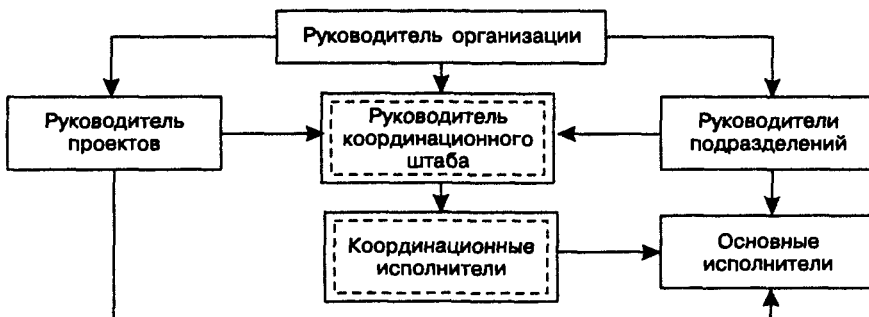 Руководитель организации
Руководитель
проектов
Руководитель
координационного
штаба
Руководители
подразделений
Координационные
исполнители
Основные
исполнители